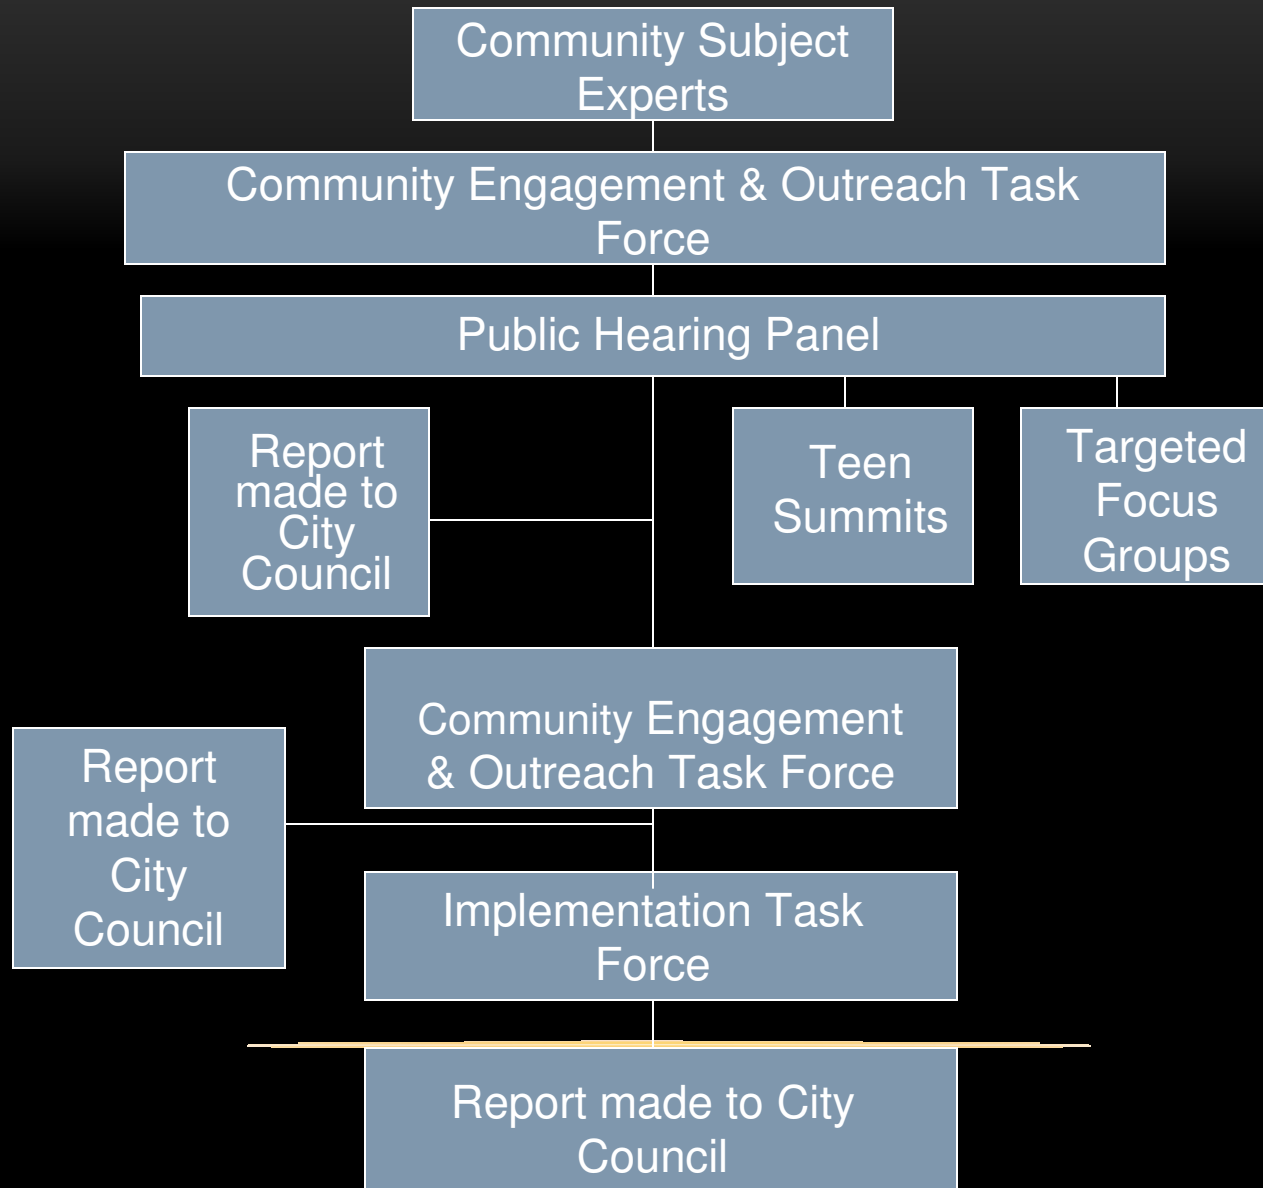 Community Subject
Experts
Community Engagement & Outreach Task
Force
Public Hearing Panel
Report
made to
City
Council
Teen
Summits
Targeted
Focus
Groups
Community Engagement
& Outreach Task Force
Report
made to
City
Council
Implementation Task
Force
Report made to City
Council